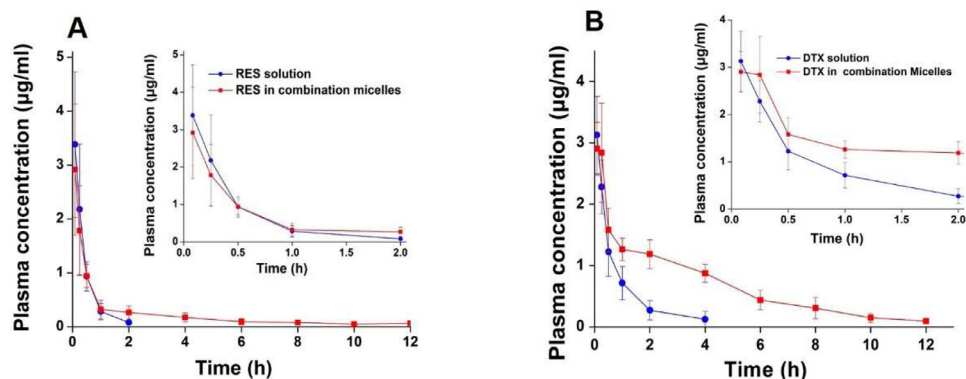 A
Plasma concentration (µg/ml)
5
4
3
2
1
0
0 2 4 6 8 10 12
Time (h)
Plasma concentration (µg/ml)
5
4
3
2
1
0
0.0 0.5 1.0 1.5 2.0
Time (h)
RES solution
RES in combination micelles
B
Plasma concentration (µg/ml)
4
3
2
1
0
0 2 4 6 8 10 12
Time (h)
Plasma concentration (µg/ml)
4
3
2
1
0
0.0 0.5 1.0 1.5 2.0
Time (h)
DTX solution
DTX in combination Micelles